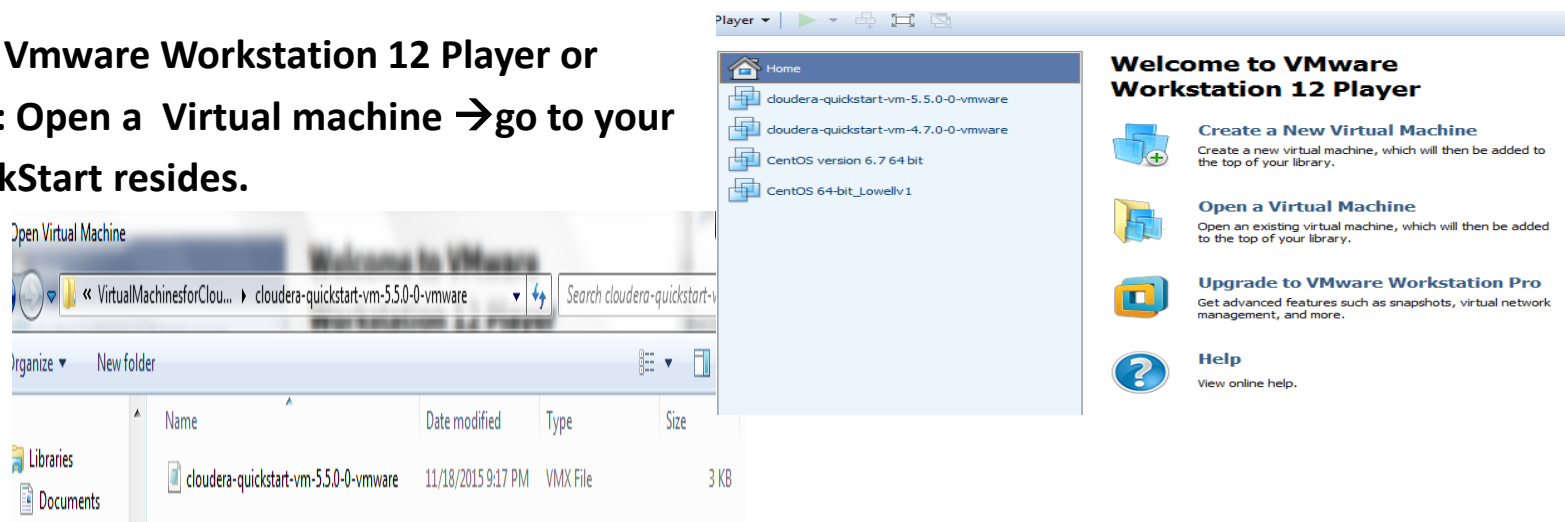 Vmware Workstation 12 Player or
: Open a Virtual machine →go to your
kStart resides.
Open Virtual Machine
Welcome to VMware
Workstation 12 Player
« VirtualMachinesforClou... ▸ cloudera-quickstart-vm-5.5.0-0-vmware
Search cloudera-quickstart-v
Organize ▾ New folder
Name Date modified Type Size
Libraries
Documents
cloudera-quickstart-vm-5.5.0-0-vmware 11/18/2015 9:17 PM VMX File 3 KB
Player ▾
Home
cloudera-quickstart-vm-5.5.0-0-vmware
cloudera-quickstart-vm-4.7.0-0-vmware
CentOS version 6.7 64 bit
CentOS 64-bit_Lowellv1
Welcome to VMware
Workstation 12 Player
Create a New Virtual Machine
Create a new virtual machine, which will then be added to
the top of your library.
Open a Virtual Machine
Open an existing virtual machine, which will then be added
to the top of your library.
Upgrade to VMware Workstation Pro
Get advanced features such as snapshots, virtual network
management, and more.
Help
View online help.